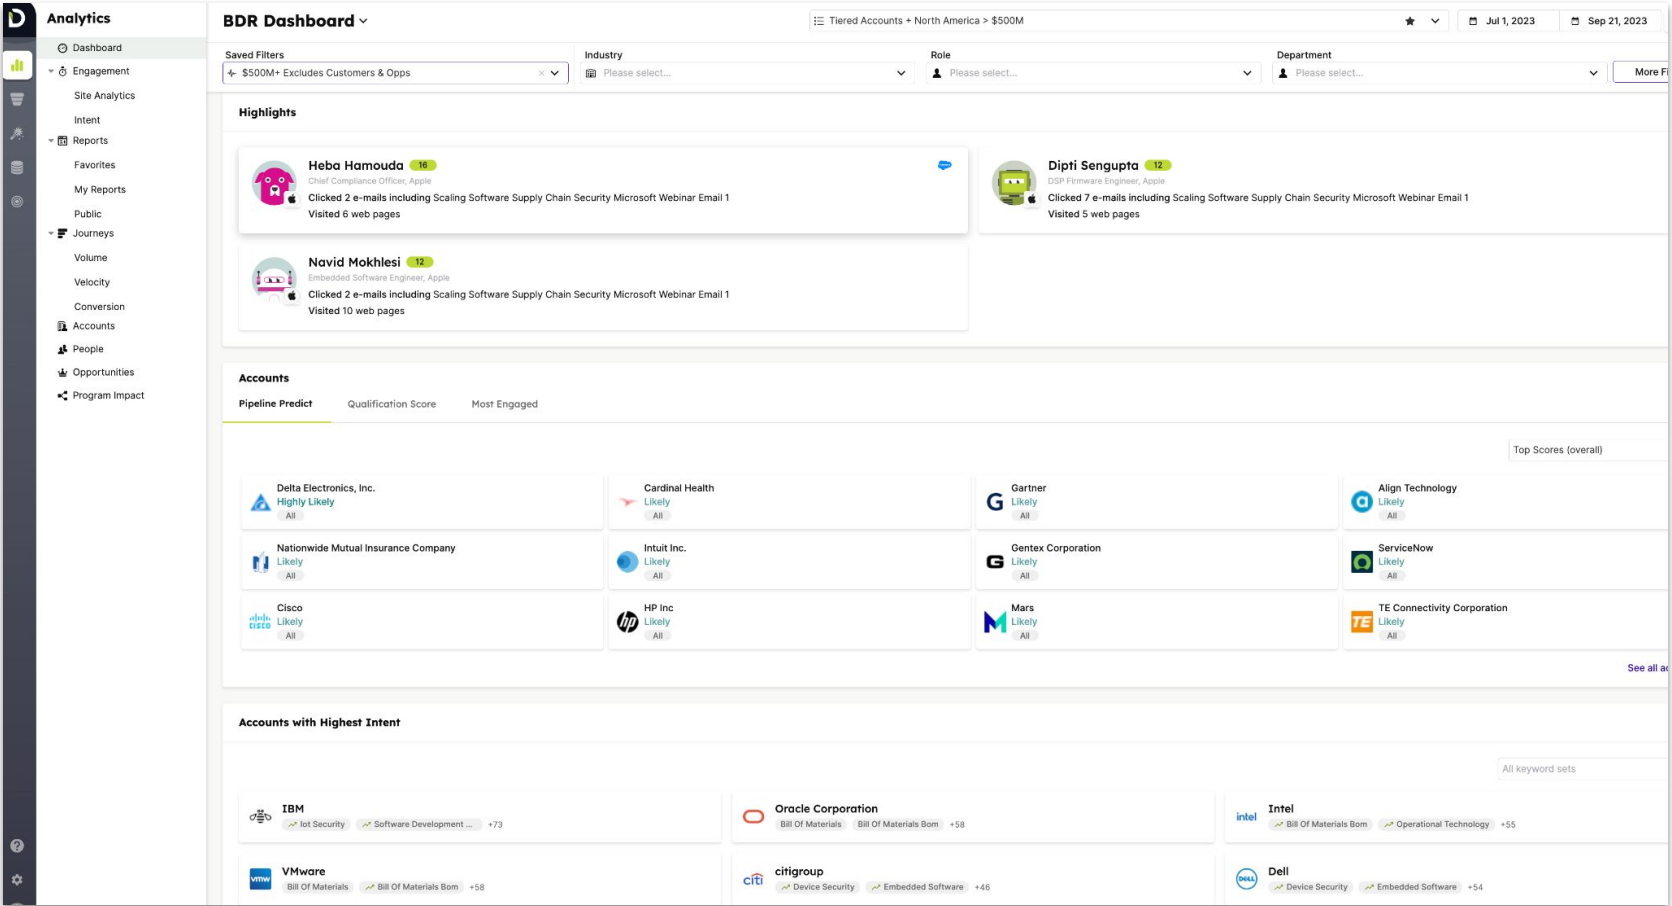 Analytics
Dashboard
Engagement
Site Analytics
Intent
Reports
Favorites
My Reports
Public
Journeys
Volume
Velocity
Conversion
Accounts
People
Opportunities
Program Impact
BDR Dashboard
Tiered Accounts + North America > $500M
Jul 1, 2023
Sep 21, 2023
Saved Filters
$500M+ Excludes Customers & Opps
Industry
Please select...
Role
Please select...
Department
Please select...
More Fi
Highlights
Heba Hamouda 16
Chief Compliance Officer, Apple
Clicked 2 e-mails including Scaling Software Supply Chain Security Microsoft Webinar Email 1
Visited 6 web pages
Dipti Sengupta 12
DSP Firmware Engineer, Apple
Clicked 7 e-mails including Scaling Software Supply Chain Security Microsoft Webinar Email 1
Visited 5 web pages
Navid Mokhlesi 12
Embedded Software Engineer, Apple
Clicked 2 e-mails including Scaling Software Supply Chain Security Microsoft Webinar Email 1
Visited 10 web pages
Accounts
Pipeline Predict
Qualification Score
Most Engaged
Top Scores (overall)
Delta Electronics, Inc.
Highly Likely
All
Cardinal Health
Likely
All
G
Gartner
Likely
All
a
Align Technology
Likely
All
Nationwide Mutual Insurance Company
Likely
All
Intuit Inc.
Likely
All
G
Gentex Corporation
Likely
All
ServiceNow
Likely
All
CISCO
Cisco
Likely
All
hp
HP Inc
Likely
All
M
Mars
Likely
All
TE
TE Connectivity Corporation
Likely
All
See all ac
Accounts with Highest Intent
All keyword sets
IBM
Iot Security
Software Development ...
+73
Oracle Corporation
Bill Of Materials
Bill Of Materials Bom
+58
intel
Intel
Bill Of Materials Bom
Operational Technology
+55
vmw
VMware
Bill Of Materials
Bill Of Materials Bom
+58
citi
citigroup
Device Security
Embedded Software
+46
DELL
Dell
Device Security
Embedded Software
+54